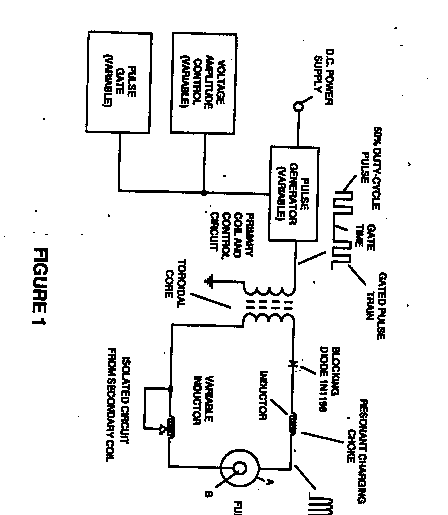 PULSE
GATE
(VARIABLE)
VOLTAGE
AMPLITUDE
CONTROL
(VARIABLE)
D.C. POWER
SUPPLY
PULSE
GENERATOR
(VARIABLE)
50% DUTY-CYCLE
PULSE
GATE
TIME
GATED PULSE
TRAIN
PRIMARY
COIL AND
CONTROL
CIRCUIT
TOROIDAL
CORE
BLOCKING
DIODE 1N1198
INDUCTOR
RESONANT CHARGING
CHOKE
VARIABLE
INDUCTOR
ISOLATED CIRCUIT
FROM SECONDARY COIL
A
B
FU
FIGURE 1